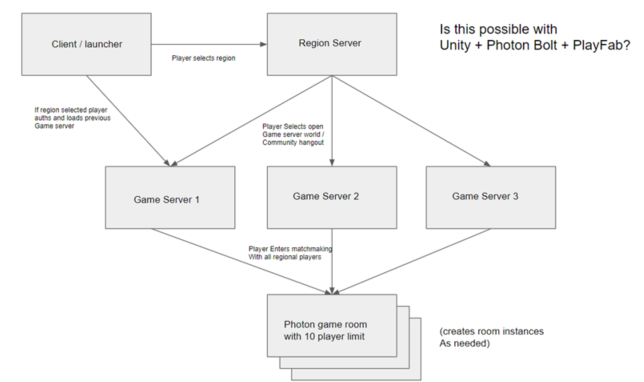 Is this possible with
Unity + Photon Bolt + PlayFab?
Client / launcher
Region Server
Player selects region
If region selected player
auths and loads previous
Game server
Player Selects open
Game server world /
Community hangout
Game Server 1
Game Server 2
Game Server 3
Player Enters matchmaking
With all regional players
Photon game room
with 10 player limit
(creates room instances
As needed)